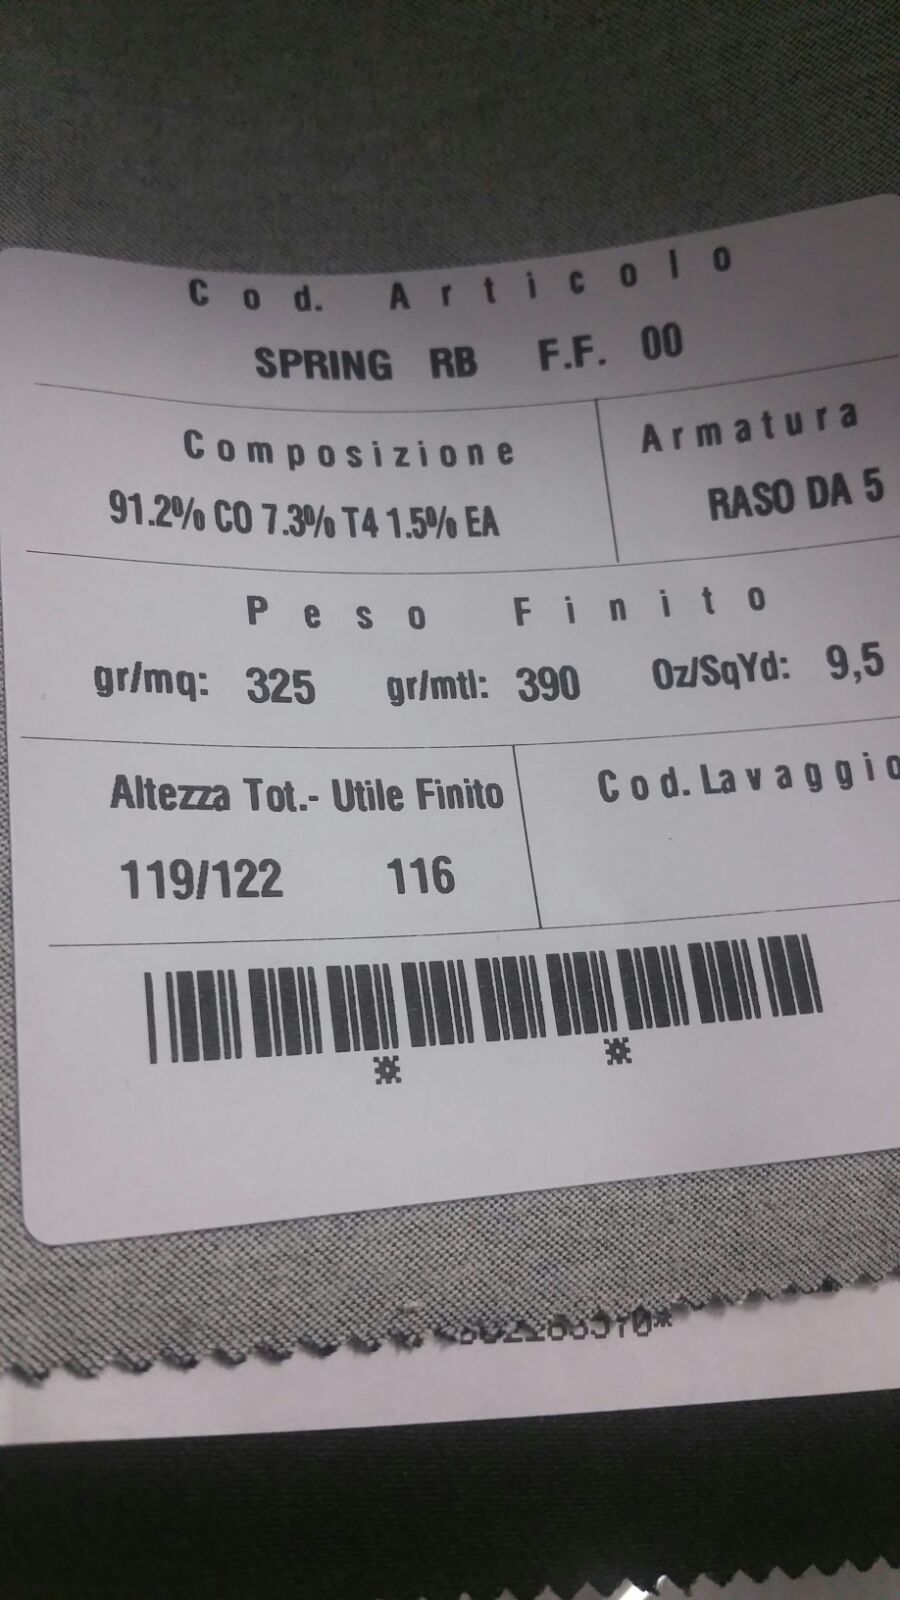 Cod. Articolo
SPRING RB F.F. 00
Composizione
Armatura
91.2% CO 7.3% T4 1.5% EA
RASO DA 5
Peso Finito
gr/mq: 325 gr/mtl: 390 Oz/SqYd: 9,5
Altezza Tot.- Utile Finito
Cod. Lavaggio
119/122 116